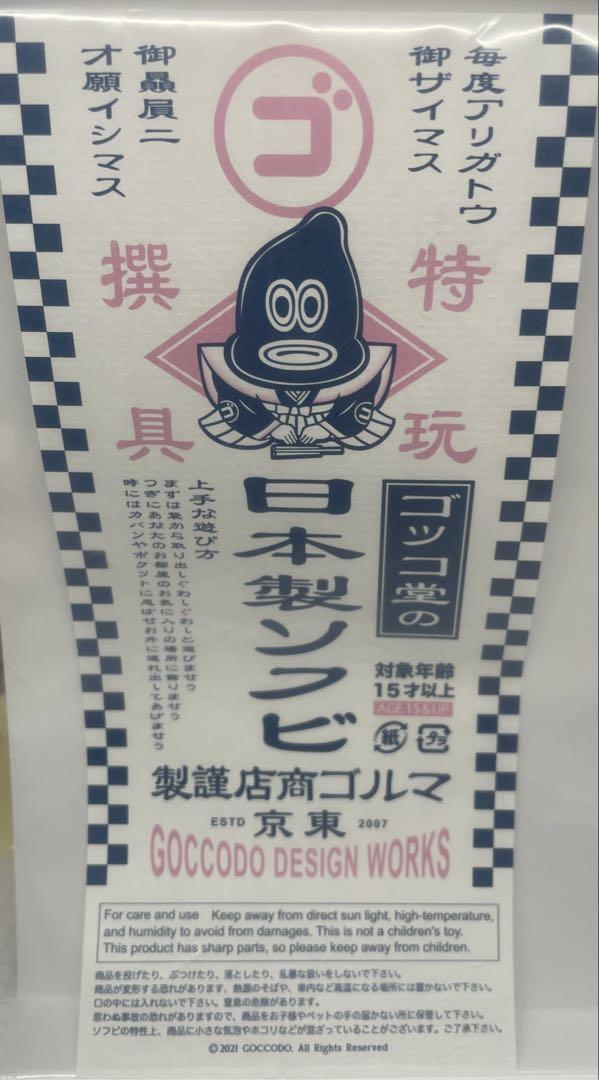 毎度アリガトウ
御ザイマス
御贔屓ニ
オ願イシマス
ゴ
特撰
玩具
ゴッコ堂の
日本製ソフビ
上手な遊び方
まずは袋から取り出しぐわしぐわしと遊びませう
つぎにあなたのお部屋のお気に入りの場所に飾りませう
時にはカバンやポケットに忍ばせお外に連れ出してあげませう
対象年齢
15才以上
AGE 15 & UP
紙
プラ
製謹店商ゴルマ
ESTD 京東 2007
GOCCODO DESIGN WORKS
For care and use Keep away from direct sun light, high-temperature,
and humidity to avoid from damages. This is not a children's toy.
This product has sharp parts, so please keep away from children.
商品を投げたり、ぶつけたり、落としたり、乱暴な扱いをしないで下さい。
商品が変形する恐れがあります、熱源のそばや、車内など高温になる場所には置かないで下さい。
口の中には入れないで下さい。窒息の危険があります。
思わぬ事故の恐れがありますので、商品をお子様やペットの手の届かない所に保管して下さい。
ソフビの特性上、商品に小さな気泡やホコリなどが混ざっていることがございます。ご了承下さい。
©2021 GOCCODO. All Rights Reserved